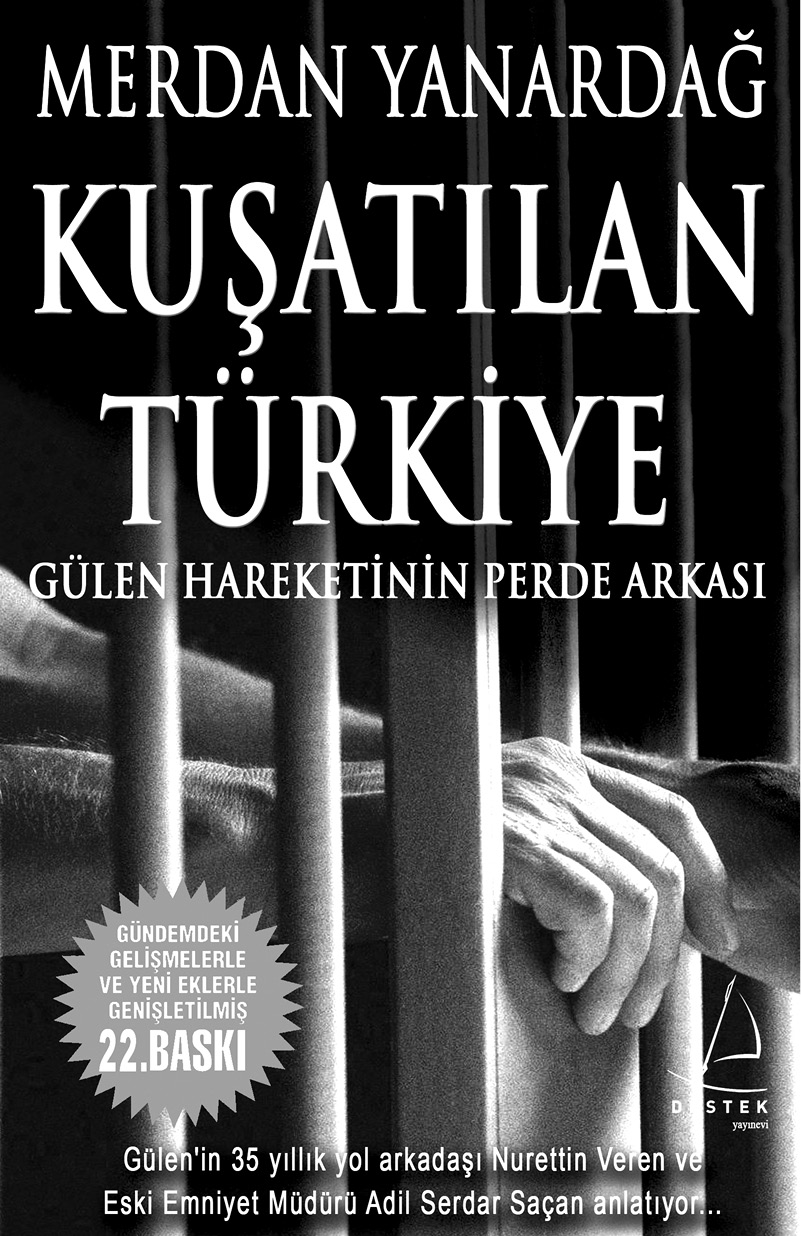 MERDAN YANARDAĞ
KUŞATILAN
TÜRKİYE
GÜLEN HAREKETİNİN PERDE ARKASI
GÜNDEMDEKİ
GELİŞMELERLE
VE YENİ EKLERLE
GENİŞLETİLMİŞ
22.BASKI
DESTEK
yayınevi
Gülen'in 35 yıllık yol arkadaşı Nurettin Veren ve
Eski Emniyet Müdürü Adil Serdar Saçan anlatıyor...